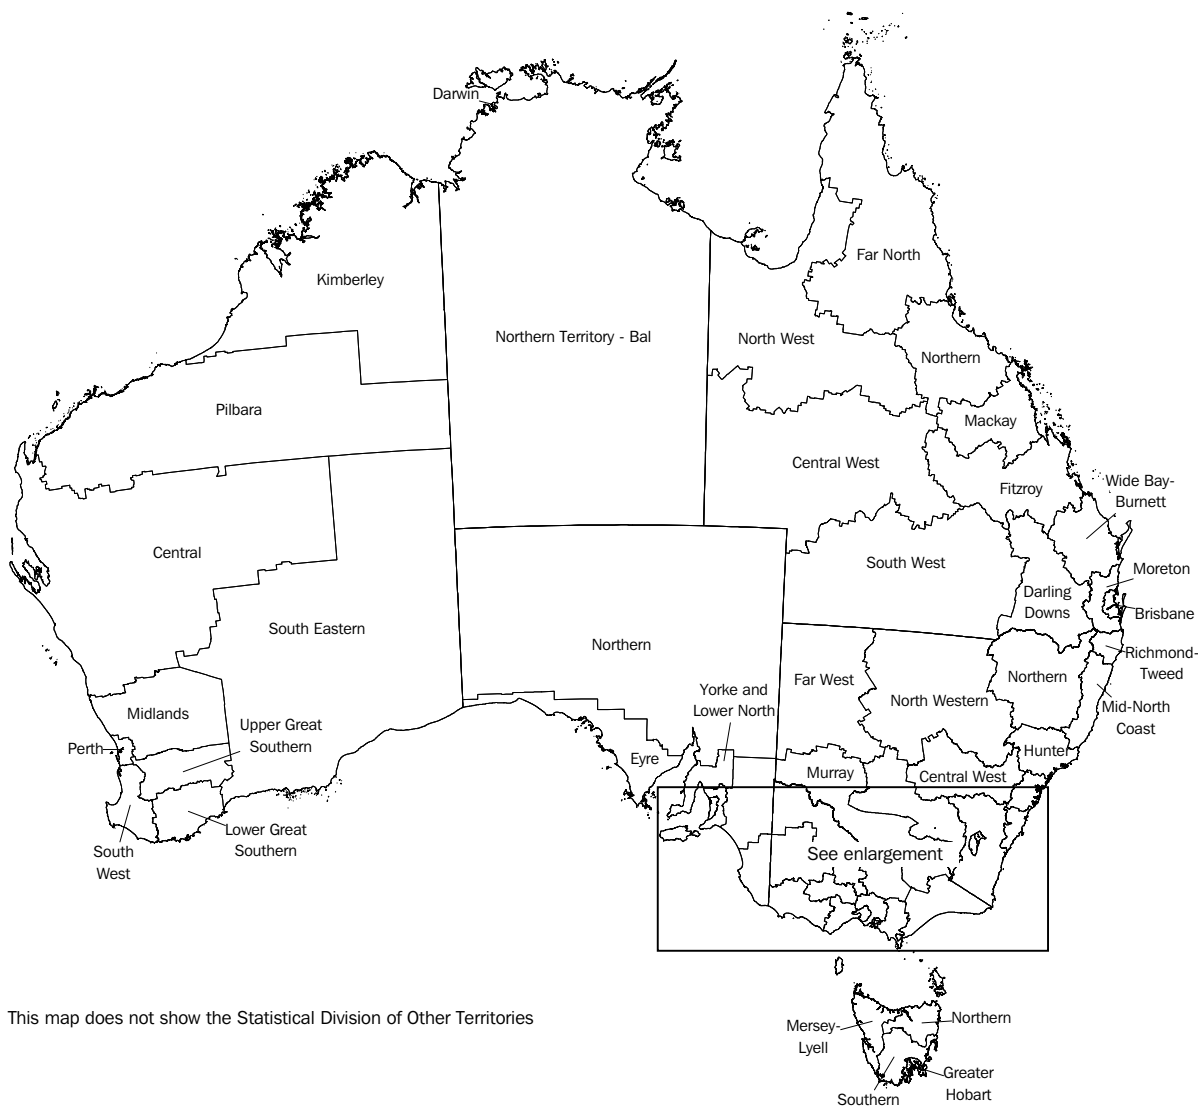 Darwin
Far North
Kimberley
Northern Territory - Bal
North West
Northern
Pilbara
Mackay
Central West
Fitzroy
Wide Bay-
Burnett
Central
South West
Moreton
Darling
Downs
Brisbane
South Eastern
Northern
Richmond-
Tweed
Far West
Northern
Yorke and
Lower North
North Western
Mid-North
Coast
Midlands
Upper Great
Southern
Perth
Eyre
Hunter
Murray
Central West
Lower Great
Southern
South
West
See enlargement
This map does not show the Statistical Division of Other Territories
Mersey-
Lyell
Northern
Greater
Hobart
Southern